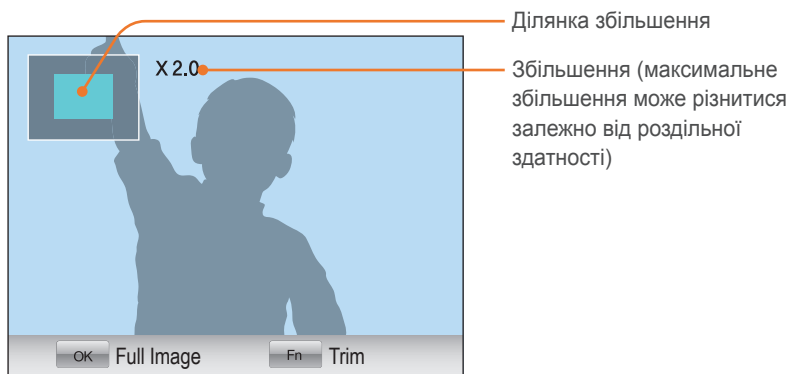 Ділянка збільшення
X 2.0
Збільшення (максимальне
збільшення може різнитися
залежно від роздільної
здатності)
OK Full Image Fn Trim